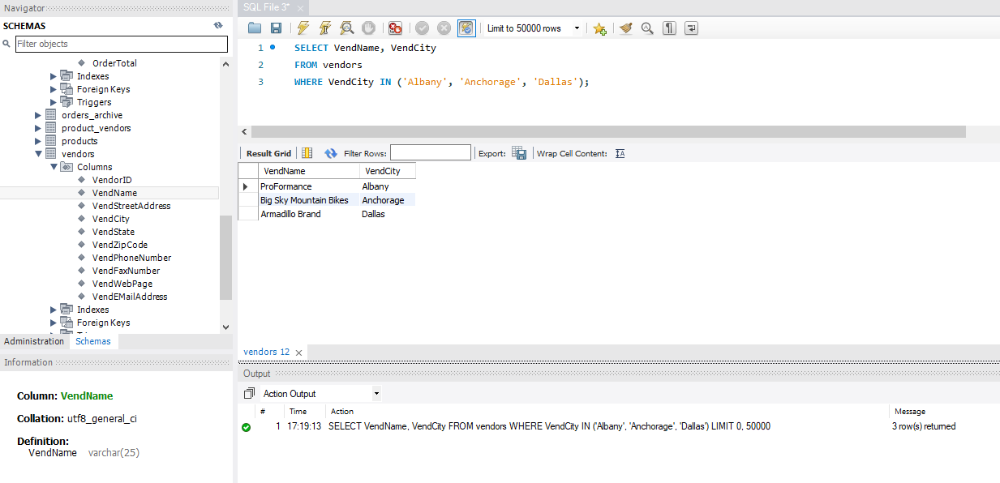 Navigator
SCHEMAS
Filter objects
OrderTotal
Indexes
Foreign Keys
Triggers
orders_archive
product_vendors
products
vendors
Columns
VendorID
VendName
VendStreetAddress
VendCity
VendState
VendZipCode
VendPhoneNumber
VendFaxNumber
VendWebPage
VendEMailAddress
Indexes
Foreign Keys
Administration Schemas
Information
Column: VendName
Collation: utf8_general_ci
Definition:
VendName varchar(25)
SQL File 3*
Limit to 50000 rows
1 SELECT VendName, VendCity
2 FROM vendors
3 WHERE VendCity IN ('Albany', 'Anchorage', 'Dallas');
Result Grid Filter Rows: Export: Wrap Cell Content:
VendName VendCity
ProFormance Albany
Big Sky Mountain Bikes Anchorage
Armadillo Brand Dallas
vendors 12
Output
Action Output
# Time Action Message
1 17:19:13 SELECT VendName, VendCity FROM vendors WHERE VendCity IN ('Albany', 'Anchorage', 'Dallas') LIMIT 0, 50000 3 row(s) returned